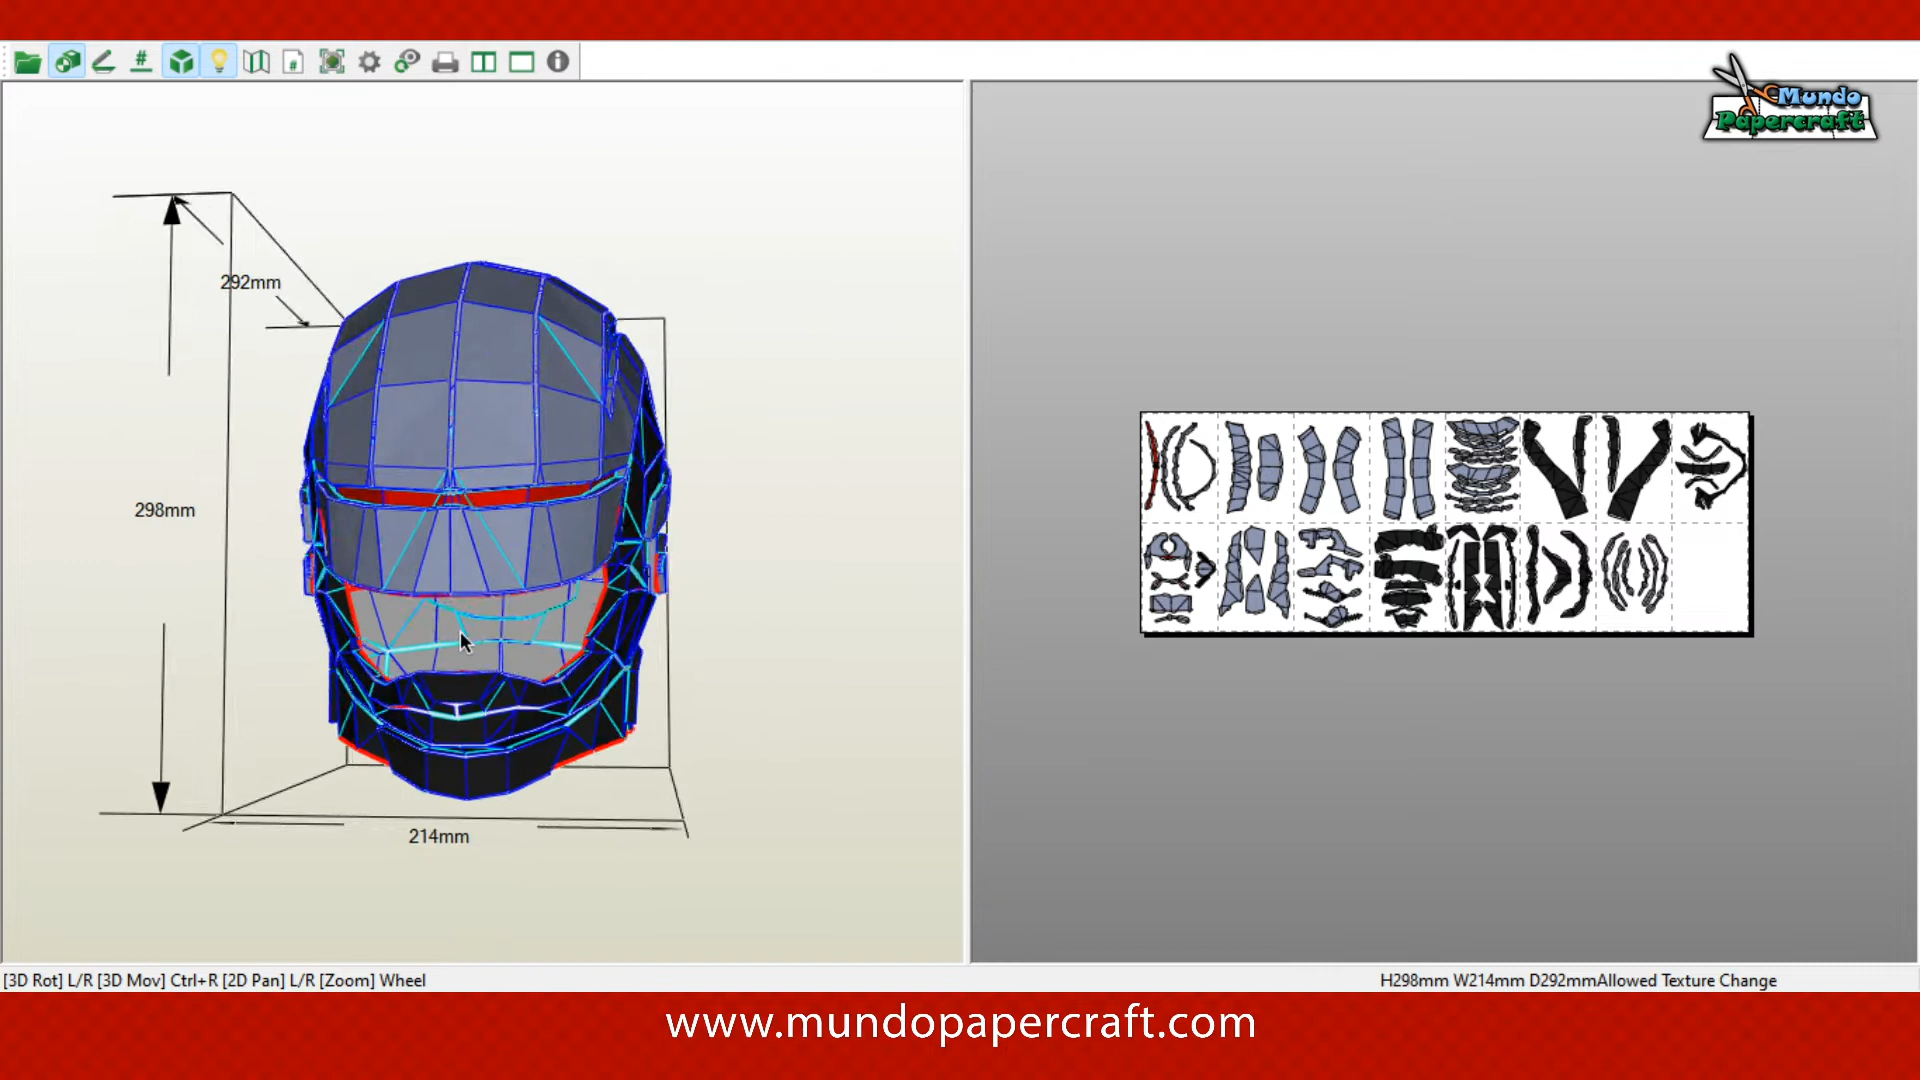 Mundo
Papercraft
292mm
298mm
214mm
[3D Rot] L/R [3D Mov] Ctrl+R [2D Pan] L/R [Zoom] Wheel
H298mm W214mm D292mmAllowed Texture Change
www.mundopapercraft.com